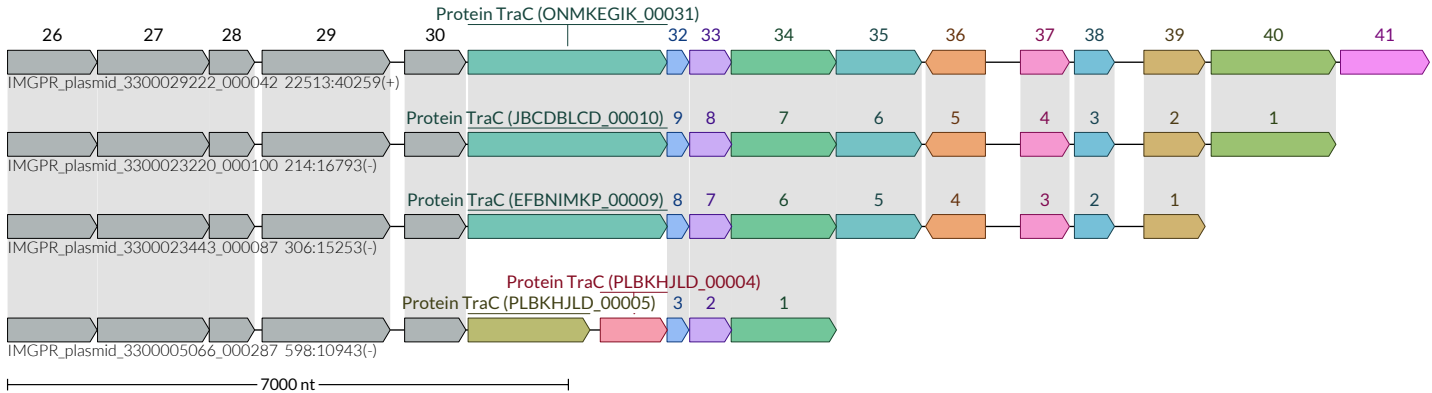 Protein TraC (ONMKEGIK_00031)
26 27 28 29 30 32 33 34 35 36 37 38 39 40 41
IMGPR_plasmid_3300029222_000042 22513:40259(+)
Protein TraC (JBCDBLCD_00010) 9 8 7 6 5 4 3 2 1
IMGPR_plasmid_3300023220_000100 214:16793(-)
Protein TraC (EFBNIMKP_00009) 8 7 6 5 4 3 2 1
IMGPR_plasmid_3300023443_000087 306:15253(-)
Protein TraC (PLBKHJLD_00004)
Protein TraC (PLBKHJLD_00005) 3 2 1
IMGPR_plasmid_3300005066_000287 598:10943(-)
7000 nt